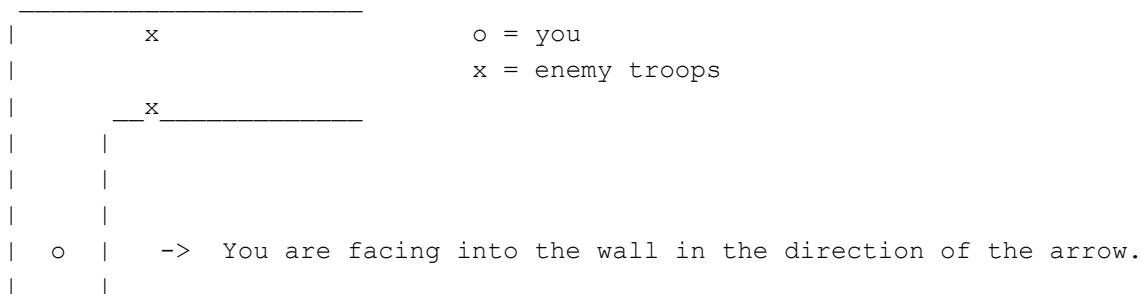 x o = you
x = enemy troops
x
o -> You are facing into the wall in the direction of the arrow.